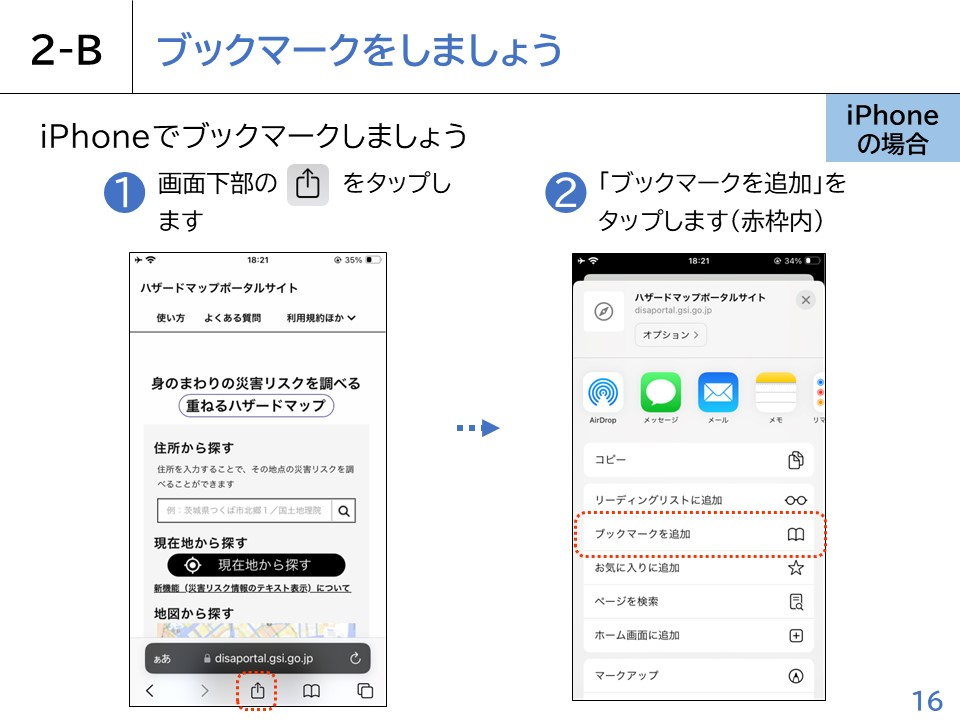 2-B
ブックマークをしましょう
iPhone
の場合
iPhoneでブックマークしましょう
1 画面下部の をタップし
ます
2 「ブックマークを追加」を
タップします（赤枠内）
18:21 35%
ハザードマップポータルサイト
使い方 よくある質問 利用規約ほか
身のまわりの災害リスクを調べる
重ねるハザードマップ
住所から探す
住所を入力することで、その地点の災害リスクを調
べることができます
例：茨城県つくば市北郷１／国土地理院
現在地から探す
現在地から探す
新機能（災害リスク情報のテキスト表示）について
地図から探す
ぁあ disaportal.gsi.go.jp
18:21 34%
ハザードマップポータルサイト
disaportal.gsi.go.jp
オプション
AirDrop メッセージ メール メモ リマ
コピー
リーディングリストに追加
ブックマークを追加
お気に入りに追加
ページを検索
ホーム画面に追加
マークアップ
16